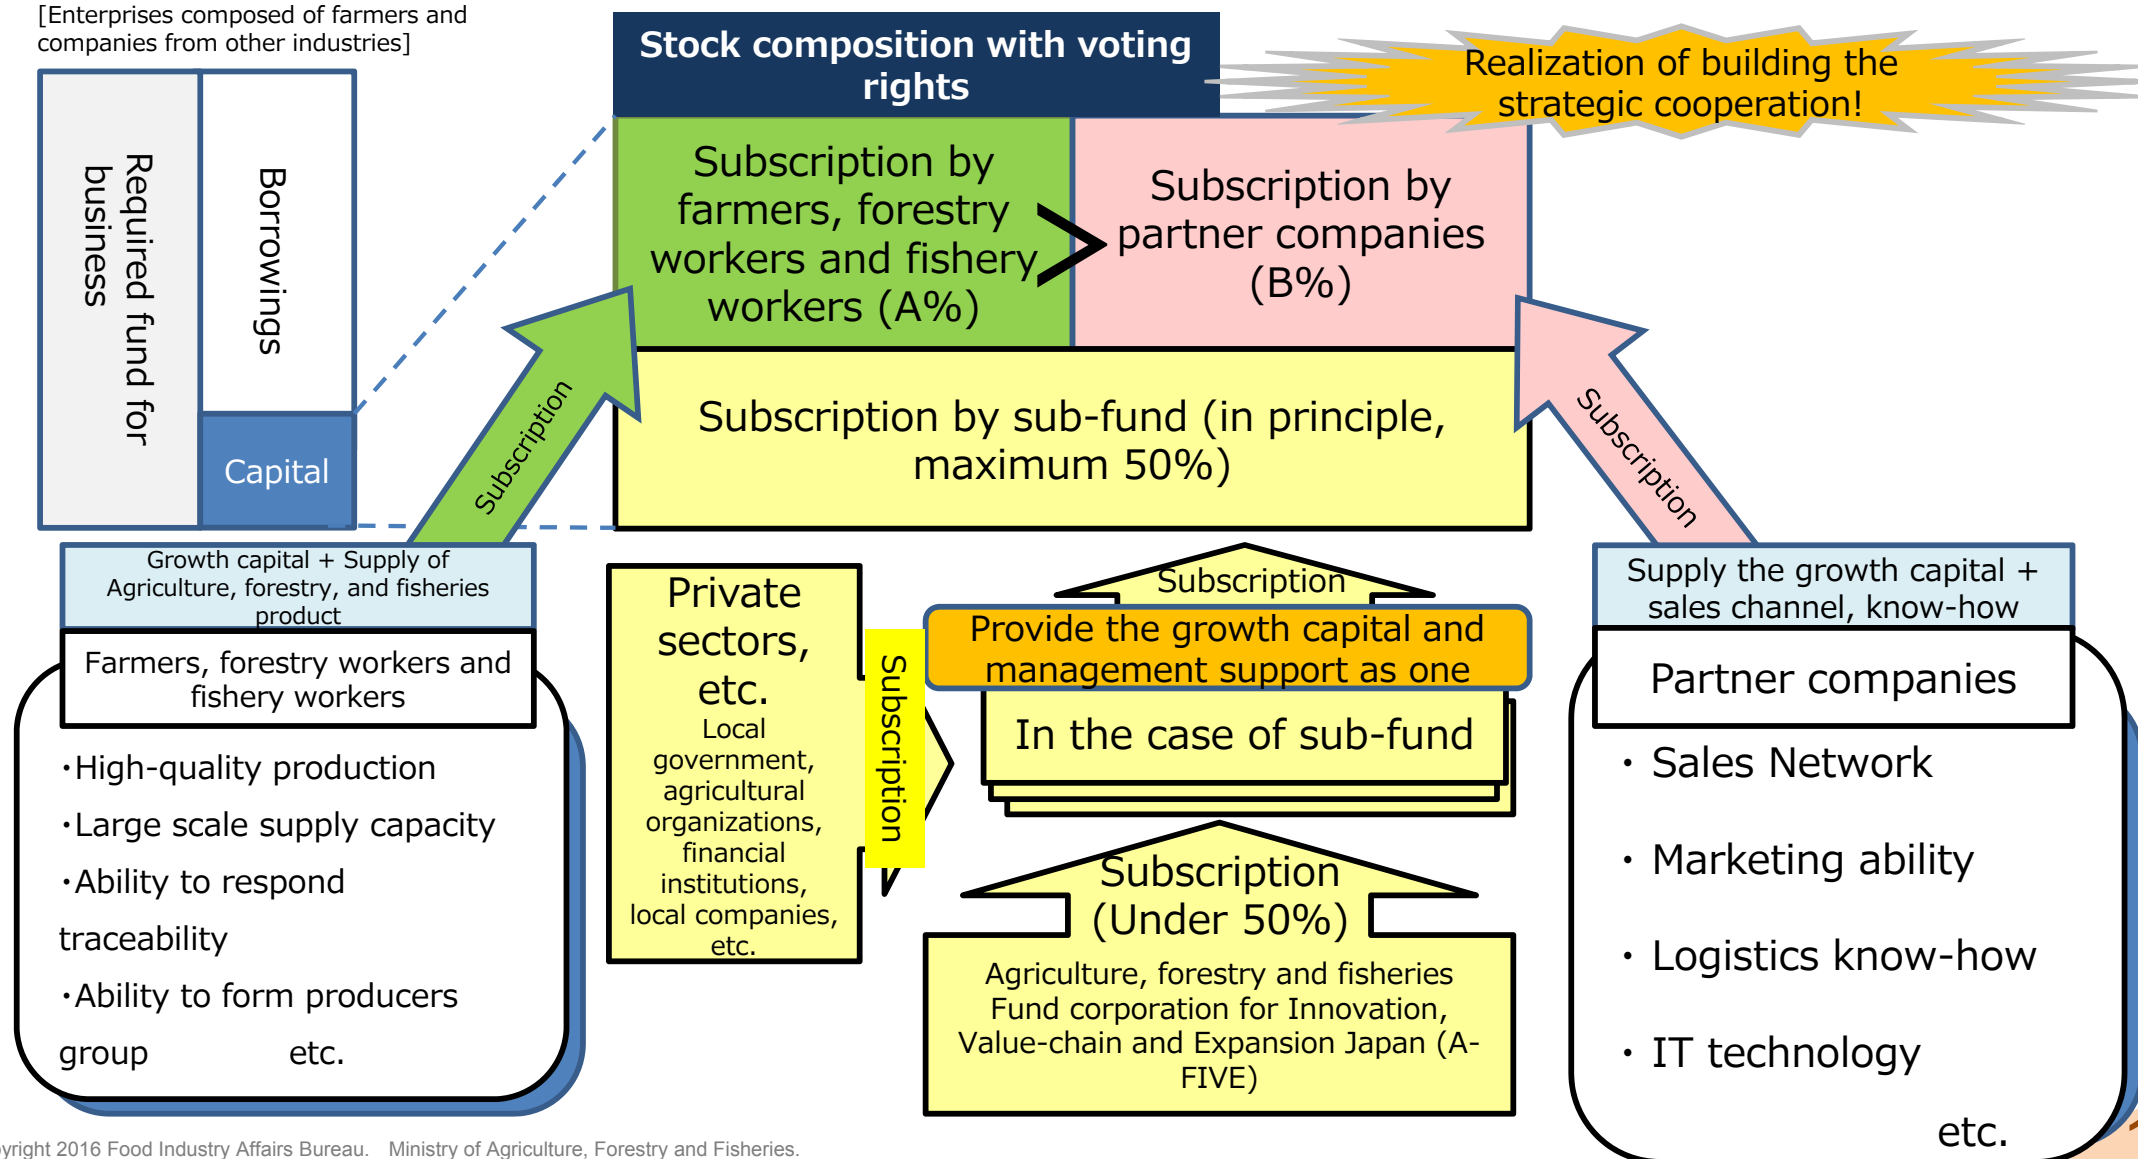 [Enterprises composed of farmers and
companies from other industries]
Required fund for
business
Borrowings
Capital
Stock composition with voting
rights
Realization of building the
strategic cooperation!
Subscription by
farmers, forestry
workers and fishery
workers (A%)
>
Subscription by
partner companies
(B%)
Subscription by sub-fund (in principle,
maximum 50%)
Subscription
Subscription
Growth capital + Supply of
Agriculture, forestry, and fisheries
product
Farmers, forestry workers and
fishery workers
・High-quality production
・Large scale supply capacity
・Ability to respond
traceability
・Ability to form producers
group etc.
Private
sectors,
etc.
Local
government,
agricultural
organizations,
financial
institutions,
local companies,
etc.
Subscription
Subscription
Provide the growth capital and
management support as one
In the case of sub-fund
Subscription
(Under 50%)
Agriculture, forestry and fisheries
Fund corporation for Innovation,
Value-chain and Expansion Japan (A-
FIVE)
Supply the growth capital +
sales channel, know-how
Partner companies
・ Sales Network
・ Marketing ability
・ Logistics know-how
・ IT technology
etc.
yright 2016 Food Industry Affairs Bureau. Ministry of Agriculture, Forestry and Fisheries.